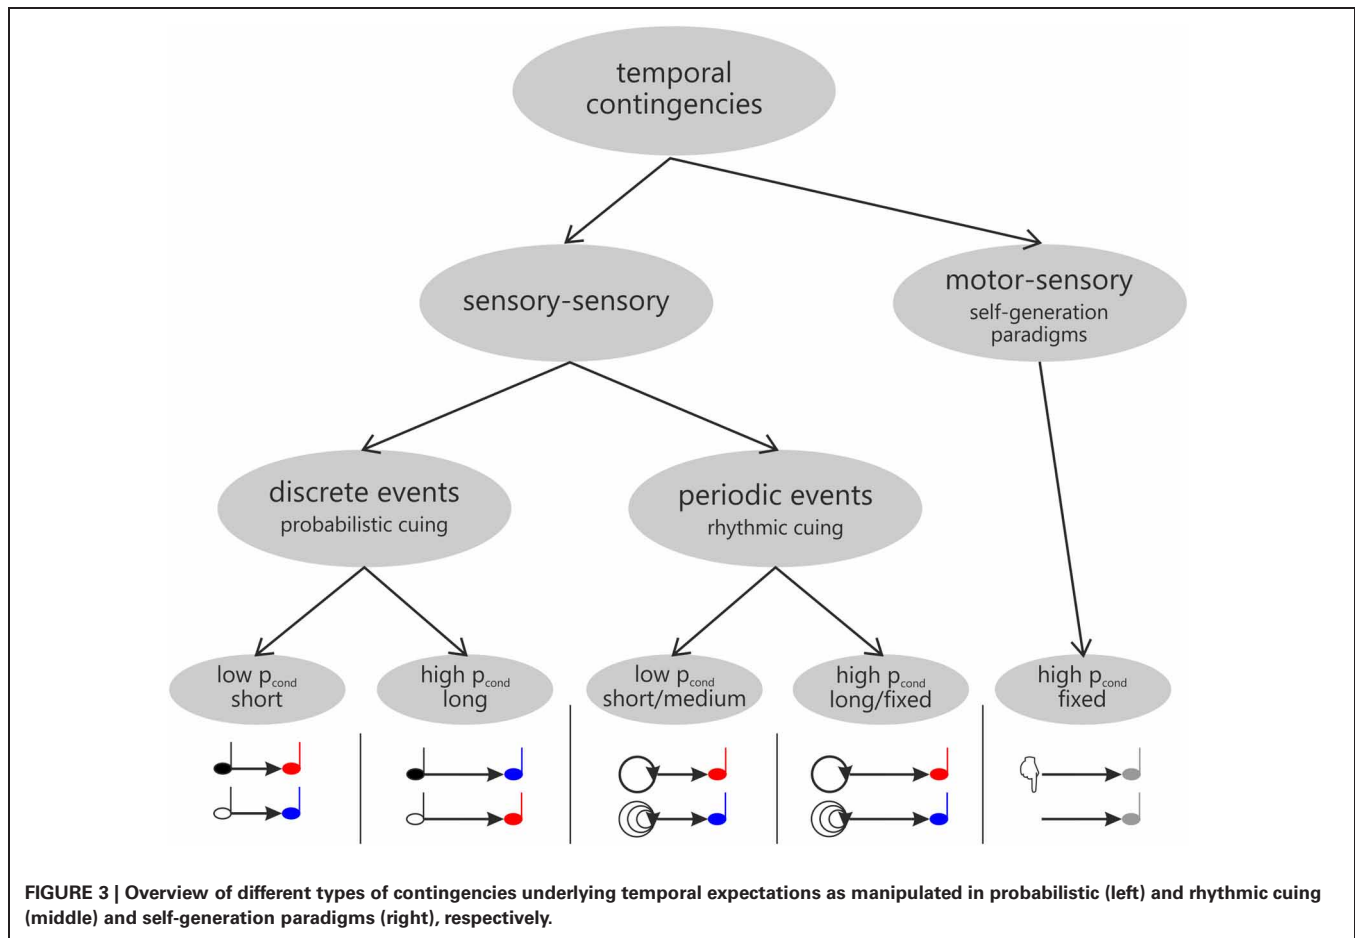 temporal
contingencies
sensory-sensory
motor-sensory
self-generation
paradigms
discrete events
probabilistic cuing
periodic events
rhythmic cuing
low pcond
short
high pcond
long
low pcond
short/medium
high pcond
long/fixed
high pcond
fixed
FIGURE 3 | Overview of different types of contingencies underlying temporal expectations as manipulated in probabilistic (left) and rhythmic cuing
(middle) and self-generation paradigms (right), respectively.